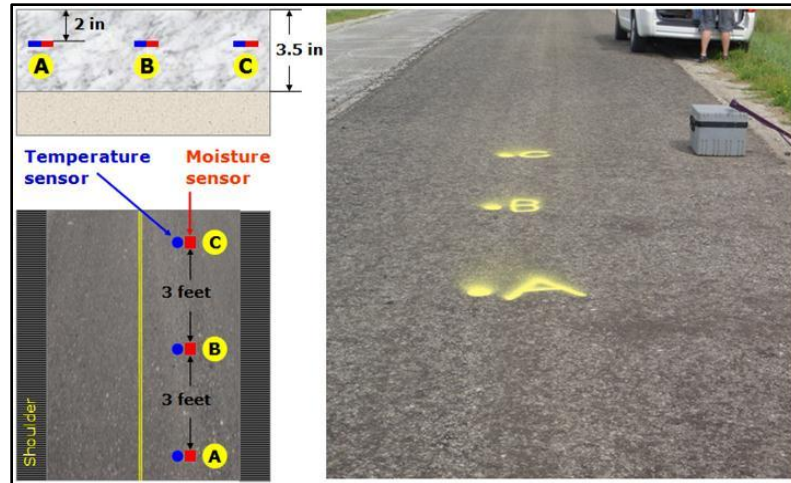 2 in
3.5 in
A B C
Temperature sensor
Moisture sensor
C
3 feet
B
3 feet
A
Shoulder
C
B
A